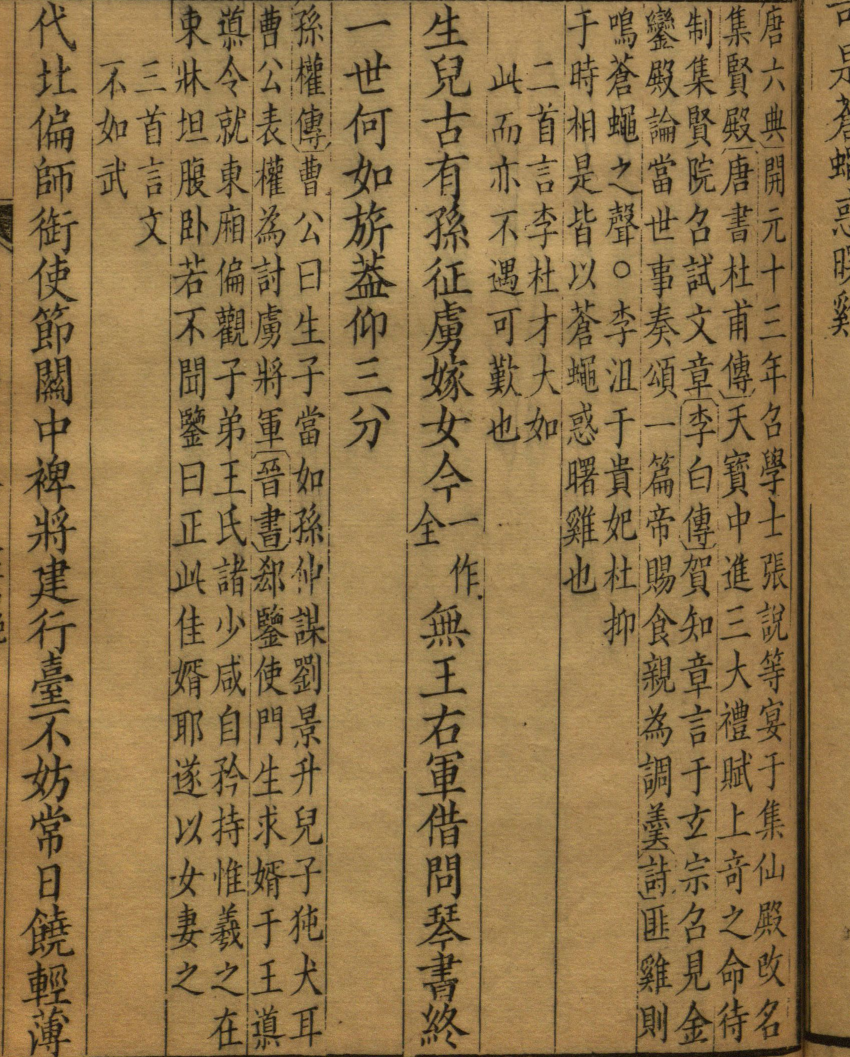 可是蒼蠅惑曙雞
唐六典開元十三年召學士張說等宴于集仙殿改名
集賢殿唐書杜甫傳天寶中進三大禮賦上竒之命待
制集賢院召試文章李白傳賀知章言于玄宗召見金
鑾殿論當世事奏頌一篇帝賜食親為調羹詩匪雞則
鳴蒼蠅之聲○李沮于貴妃杜抑
于時相是皆以蒼蠅惑曙雞也
二首言李杜才大如
此而亦不遇可歎也
生兒古有孫征虜嫁女今一作全無王右軍借問琴書終
一世何如旂葢仰三分
孫權傳曹公曰生子當如孫仲謀劉景升兒子㹠犬耳
曹公表權為討虜將軍晉書郄鑒使門生求婿于王導
導令就東廂偏觀子弟王氏諸少咸自矜持惟羲之在
東牀坦腹卧若不聞鑒曰正此佳婿耶遂以女妻之
三首言文
不如武
代北偏師銜使節關中裨將建行臺不妨常日饒輕薄